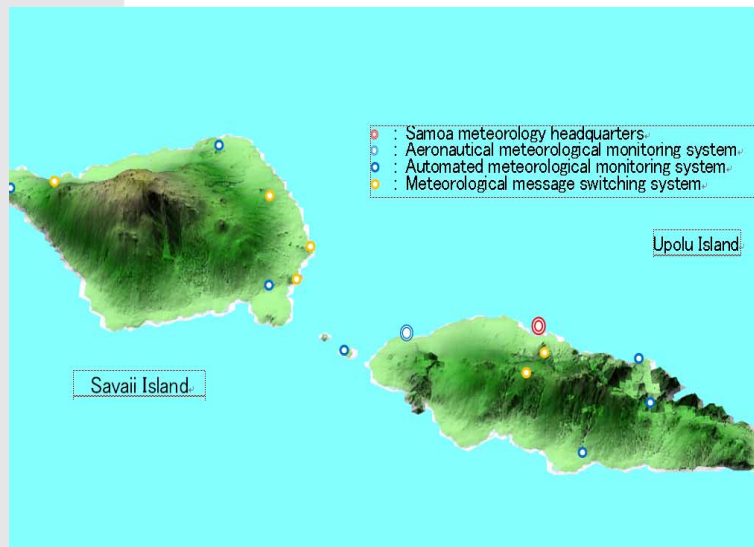 : Samoa meteorology headquarters
: Aeronautical meteorological monitoring system
: Automated meteorological monitoring system
: Meteorological message switching system
Upolu Island
Savaii Island